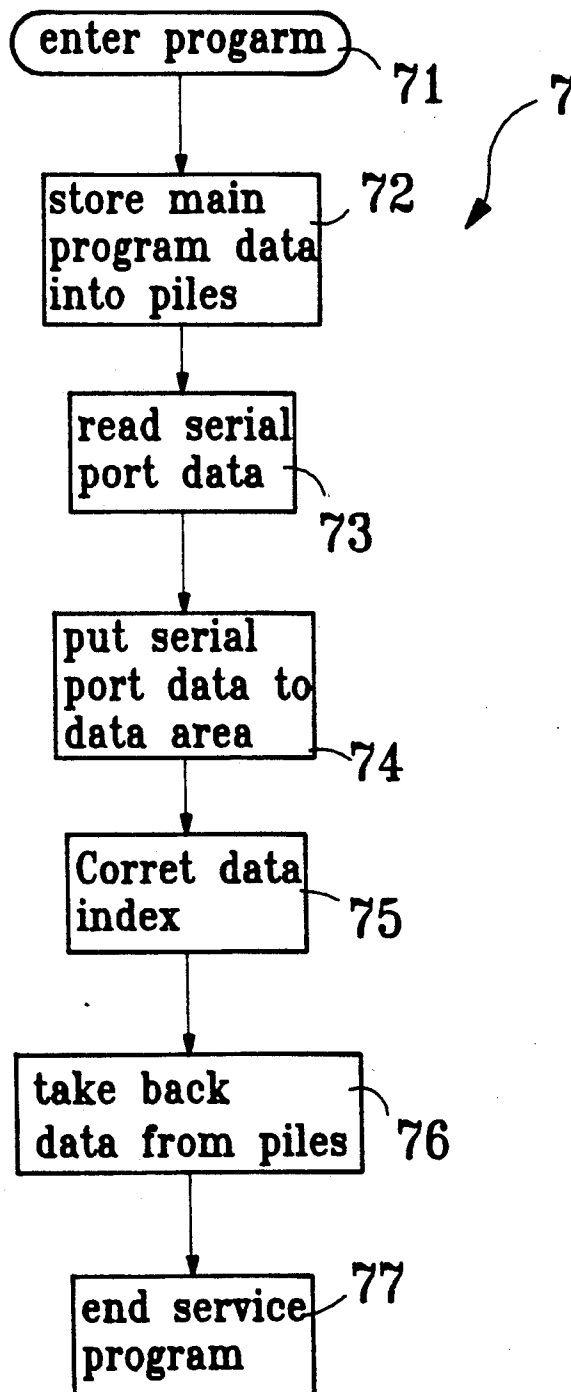 enter progarm
71
7
store main
program data
into piles
72
read serial
port data
73
put serial
port data to
data area
74
Corret data
index
75
take back
data from piles
76
end service
program
77